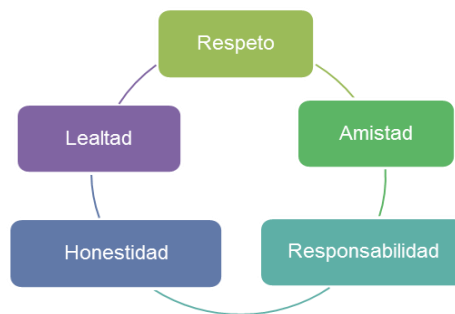 Respeto
Lealtad
Amistad
Honestidad
Responsabilidad